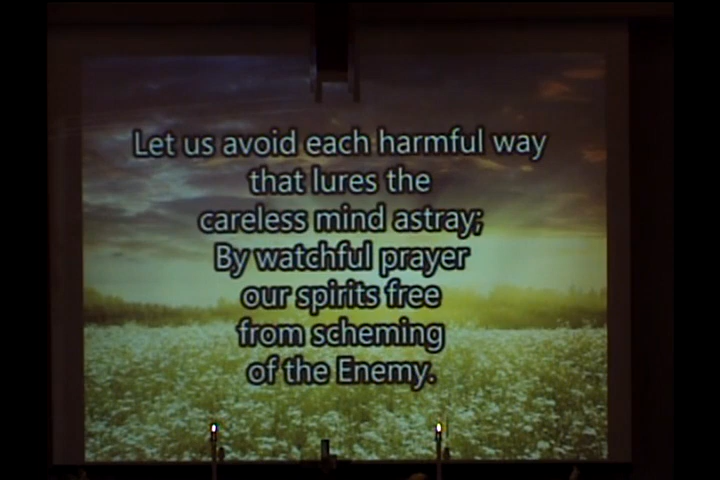 Let us avoid each harmful way
that lures the
careless mind astray;
By watchful prayer
our spirits free
from scheming
of the Enemy.